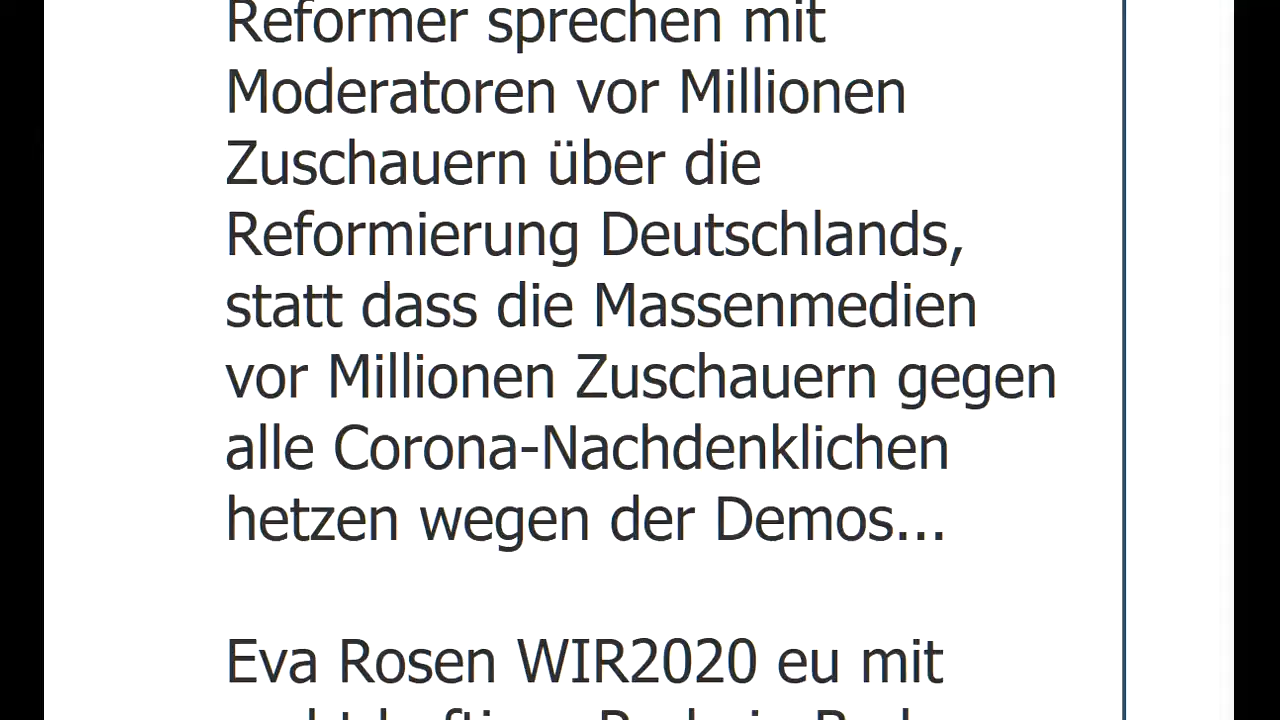 Reformer sprechen mit
Moderatoren vor Millionen
Zuschauern über die
Reformierung Deutschlands,
statt dass die Massenmedien
vor Millionen Zuschauern gegen
alle Corona-Nachdenklichen
hetzen wegen der Demos...
Eva Rosen WIR2020 eu mit